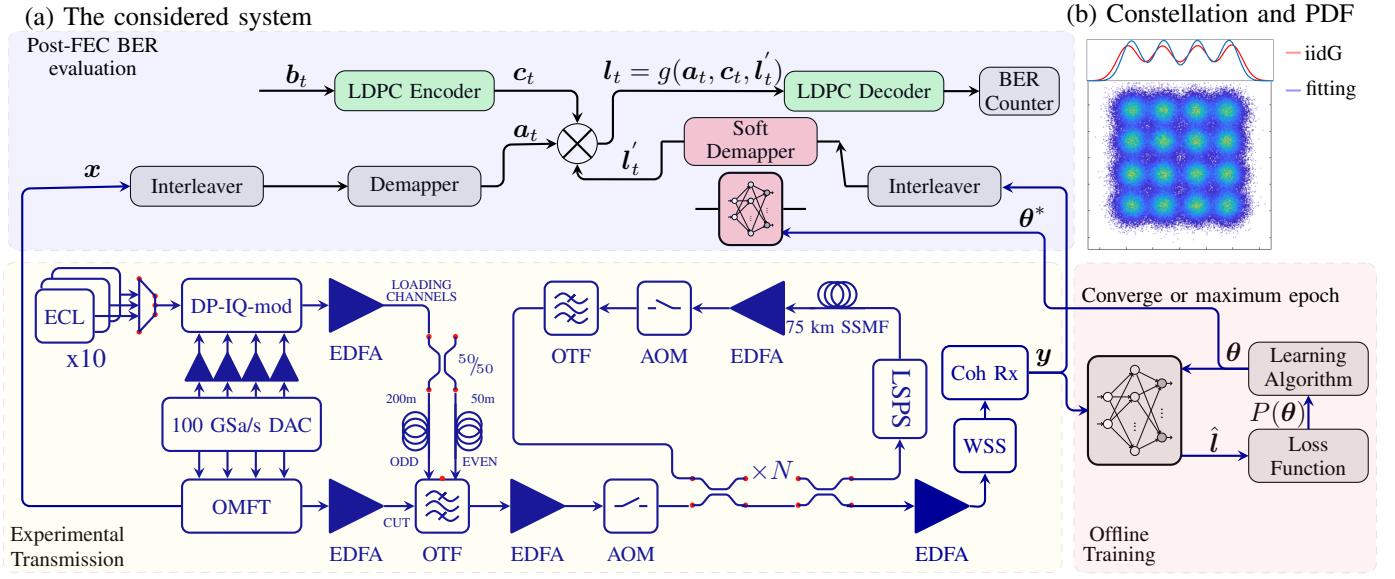 (a) The considered system
(b) Constellation and PDF
Post-FEC BER
evaluation
b_t
LDPC Encoder
c_t
l_t = g(a_t, c_t, l'_t)
LDPC Decoder
BER
Counter
a_t
l'_t
Soft
Demapper
x
Interleaver
Demapper
Interleaver
θ*
iidG
fitting
ECL
x10
DP-IQ-mod
EDFA
LOADING
CHANNELS
50/50
200m
50m
ODD
EVEN
100 GSa/s DAC
OMFT
EDFA
CUT
OTF
EDFA
AOM
OTF
AOM
EDFA
75 km SSMF
LSPS
×N
EDFA
WSS
Coh Rx
y
Experimental
Transmission
Converge or maximum epoch
θ
Learning
Algorithm
P(θ)
l̂
Loss
Function
Offline
Training